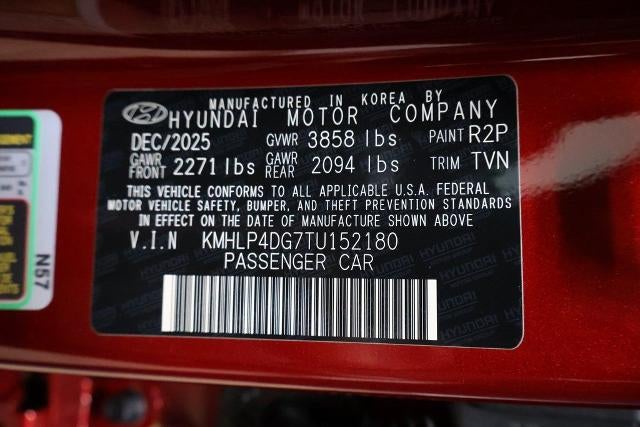 MANUFACTURED IN KOREA BY
HYUNDAI MOTOR COMPANY
DEC/2025 GVWR 3858 lbs PAINT R2P
GAWR FRONT 2271 lbs GAWR REAR 2094 lbs TRIM TVN
THIS VEHICLE CONFORMS TO ALL APPLICABLE U.S.A. FEDERAL
MOTOR VEHICLE SAFETY, BUMPER, AND THEFT PREVENTION STANDARDS
IN EFFECT ON THE DATE OF MANUFACTURE SHOWN ABOVE
V.I.N KMHLP4DG7TU152180
PASSENGER CAR
N57